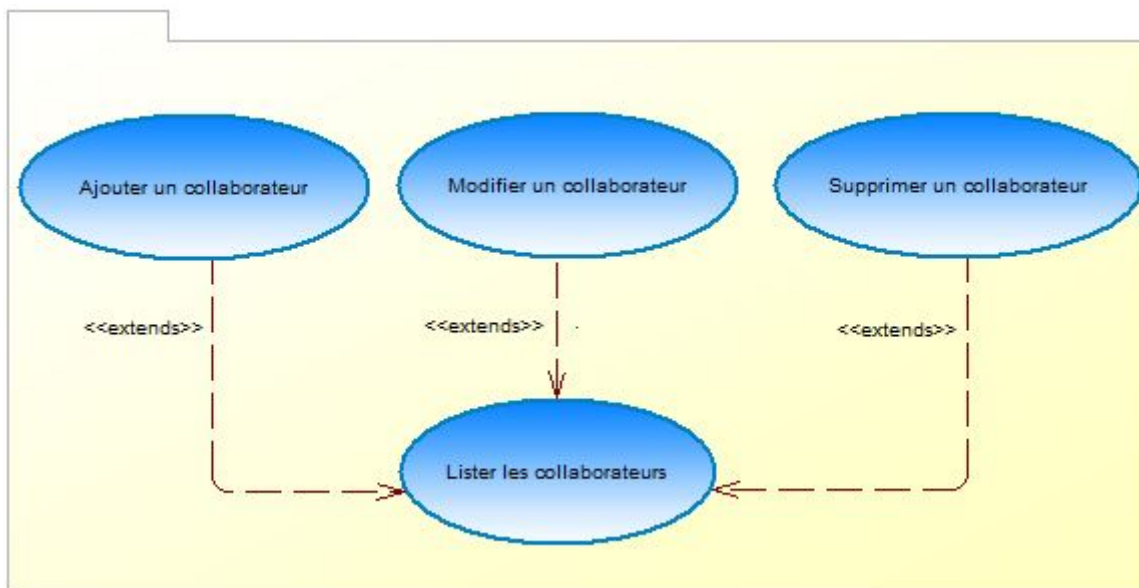 Ajouter un collaborateur
Modifier un collaborateur
Supprimer un collaborateur
<<extends>>
<<extends>>
<<extends>>
Lister les collaborateurs